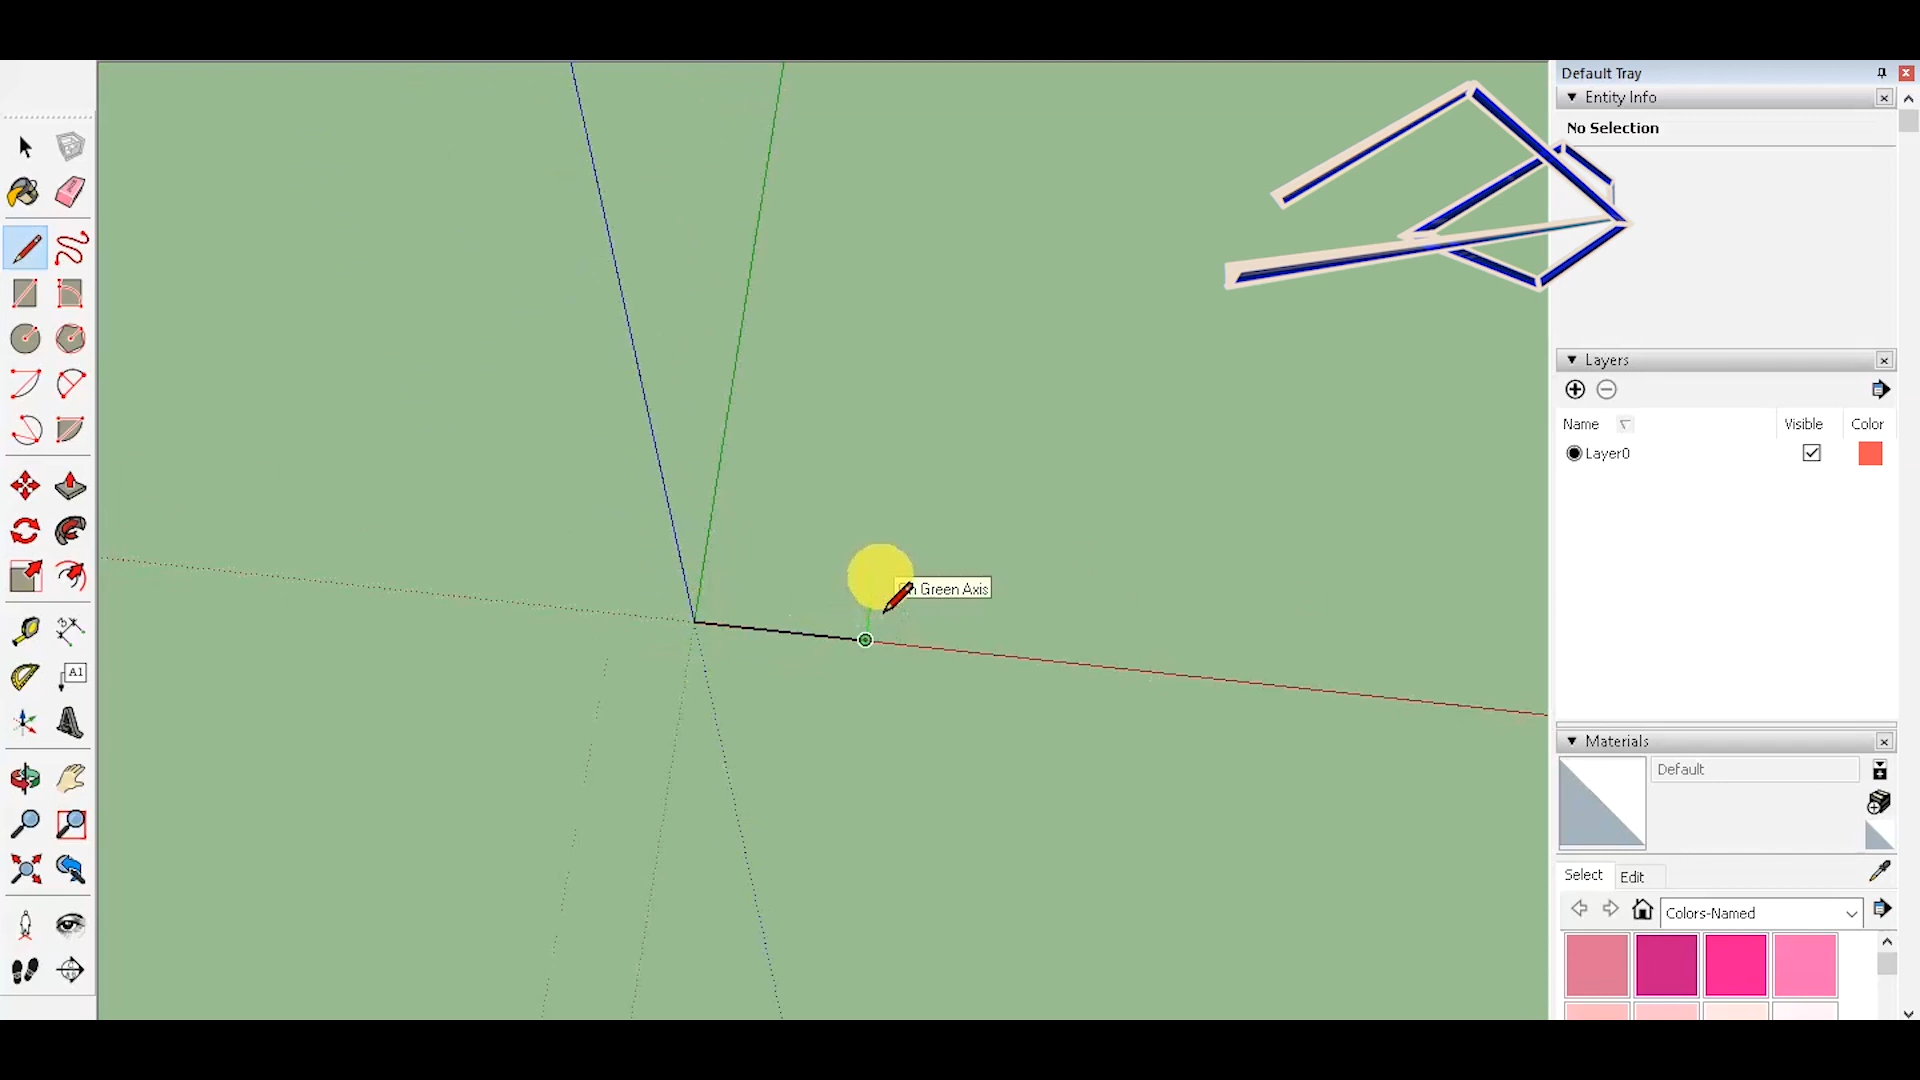 Default Tray
Entity Info
No Selection
Layers
Name Visible Color
Layer0
Materials
Default
Select Edit
Colors-Named
Green Axis
A1